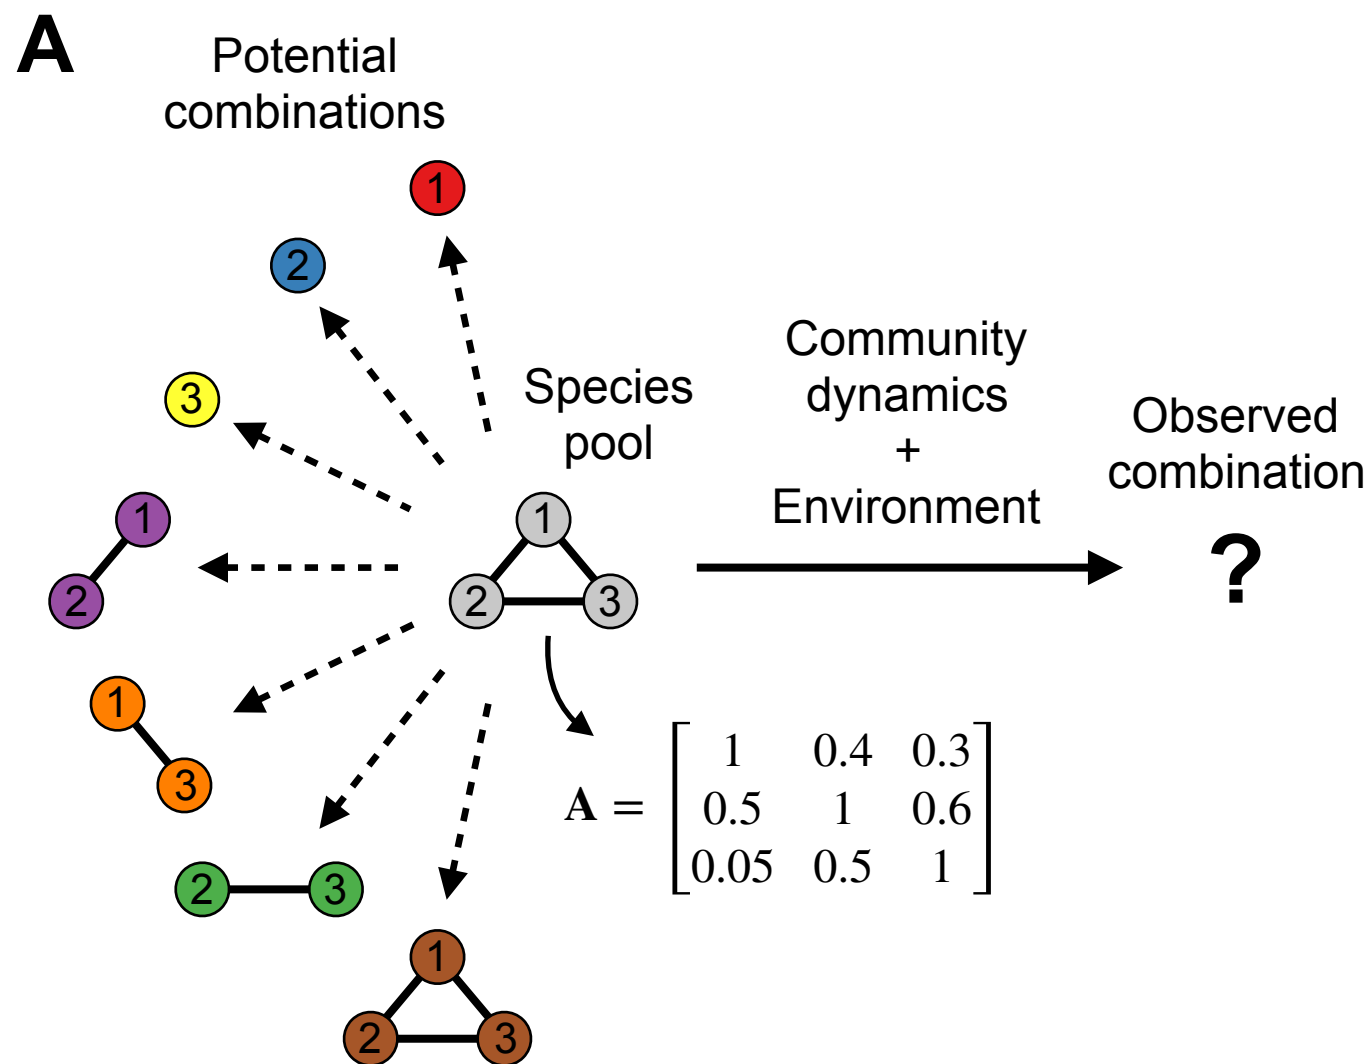 A
Potential
combinations
1
2
3
1
2
1
3
2 3
1
2 3
Species
pool
1
2 3
A = [ 1 0.4 0.3
0.5 1 0.6
0.05 0.5 1 ]
Community
dynamics
+
Environment
Observed
combination
?